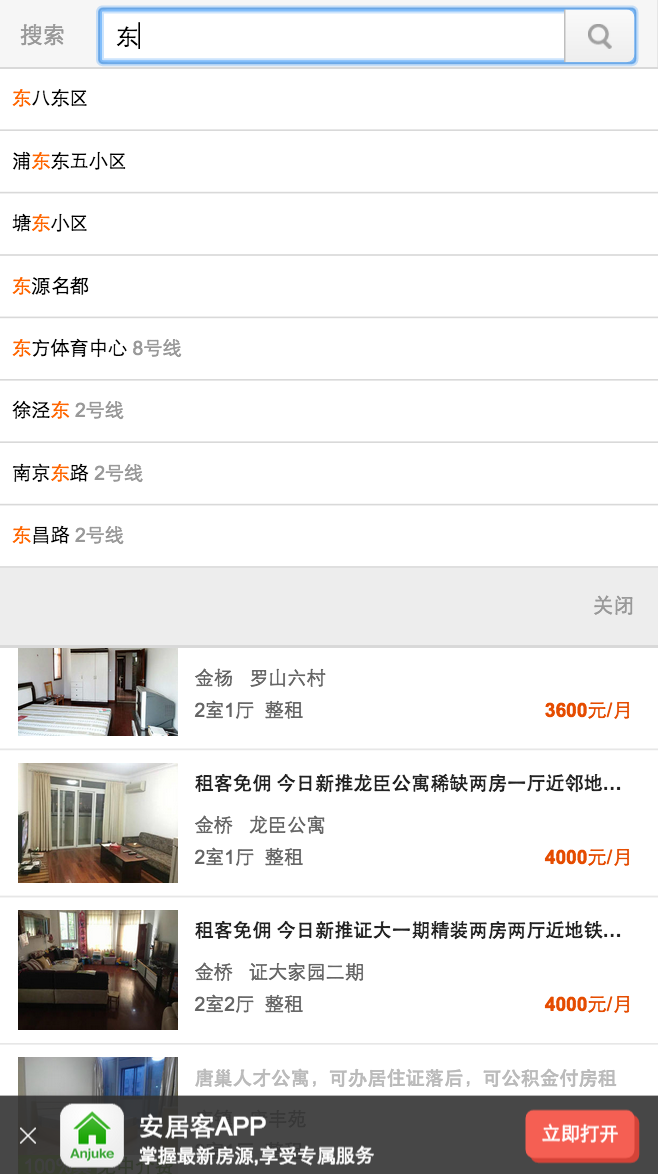 搜索 东
东八东区
浦东东五小区
塘东小区
东源名都
东方体育中心 8号线
徐泾东 2号线
南京东路 2号线
东昌路 2号线
关闭
金杨 罗山六村
2室1厅 整租 3600元/月
租客免佣 今日新推龙臣公寓稀缺两房一厅近邻地...
金桥 龙臣公寓
2室1厅 整租 4000元/月
租客免佣 今日新推证大一期精装两房两厅近地铁...
金桥 证大家园二期
2室2厅 整租 4000元/月
唐巢人才公寓，可办居住证落后，可公积金付房租
安居客APP
掌握最新房源,享受专属服务
Anjuke
立即打开